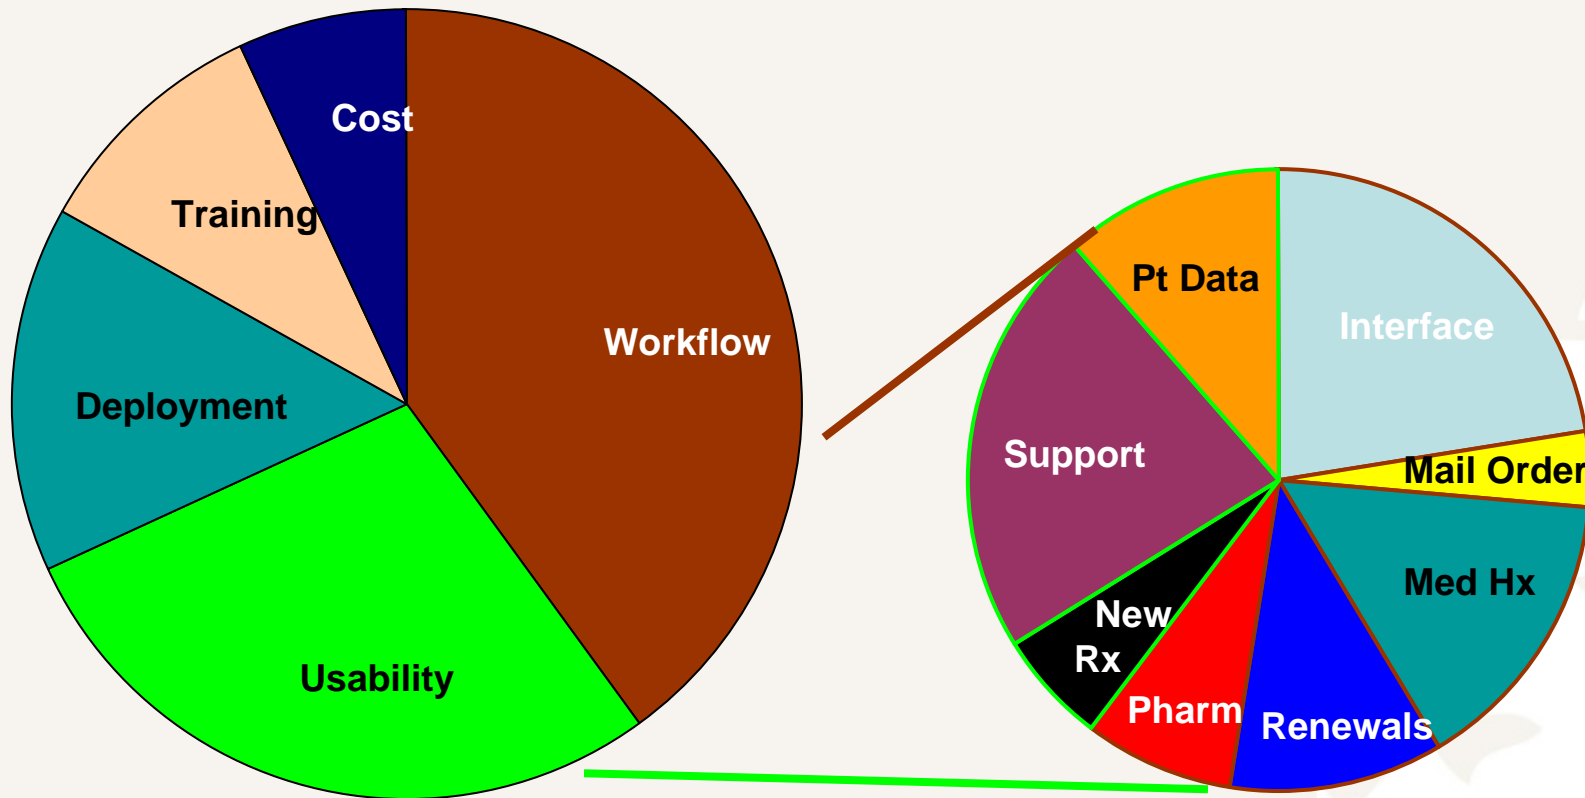 Cost
Training
Workflow
Deployment
Usability
Pt Data
Interface
Support
Mail Order
Med Hx
New
Rx
Pharm
Renewals